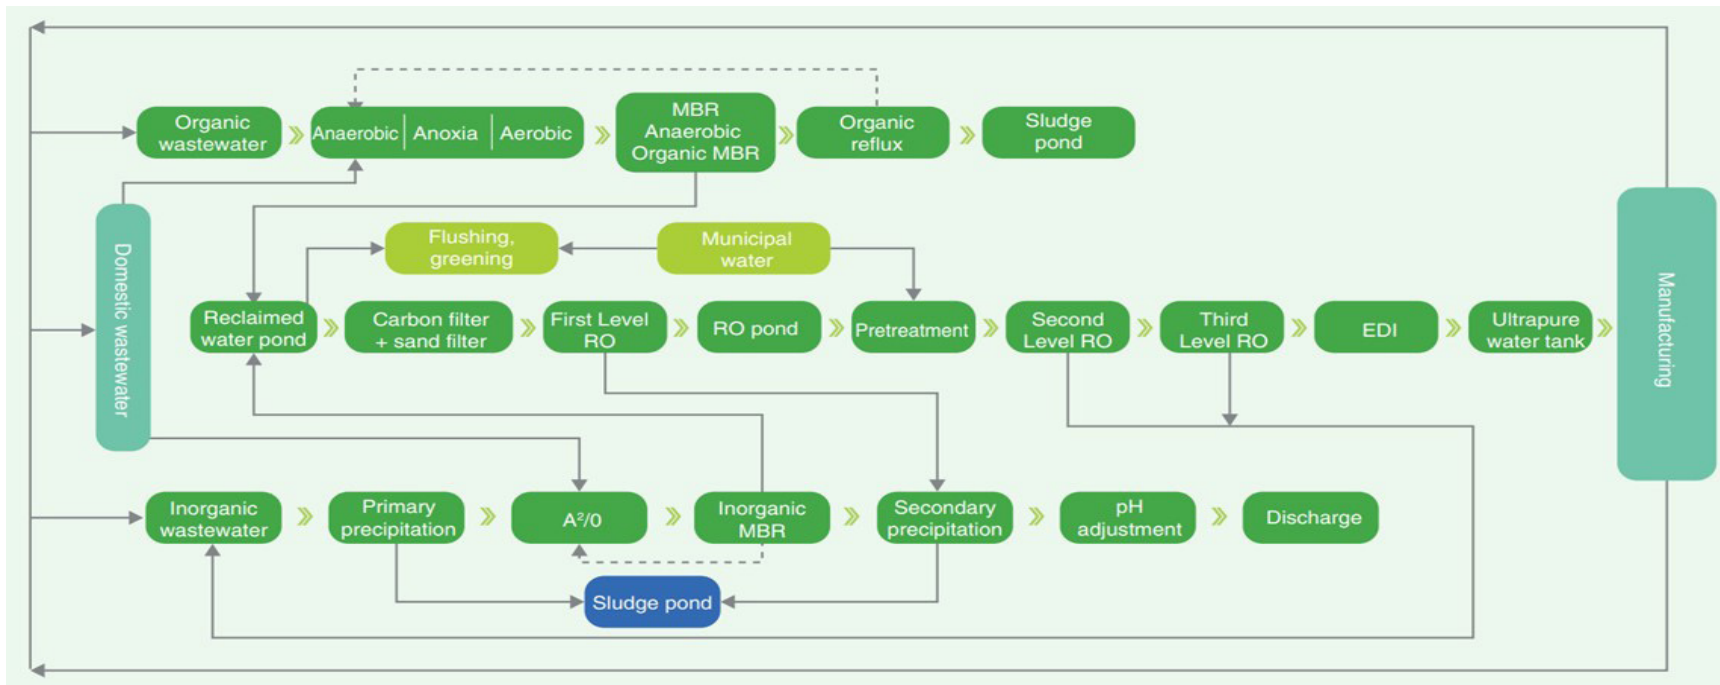 Organic
wastewater
Anaerobic
Anoxia
Aerobic
MBR
Anaerobic
Organic MBR
Organic
reflux
Sludge
pond
Domestic wastewater
Flushing,
greening
Municipal
water
Manufacturing
Reclaimed
water pond
Carbon filter
+ sand filter
First Level
RO
RO pond
Pretreatment
Second
Level RO
Third
Level RO
EDI
Ultrapure
water tank
Inorganic
wastewater
Primary
precipitation
A²/0
Inorganic
MBR
Secondary
precipitation
pH
adjustment
Discharge
Sludge pond